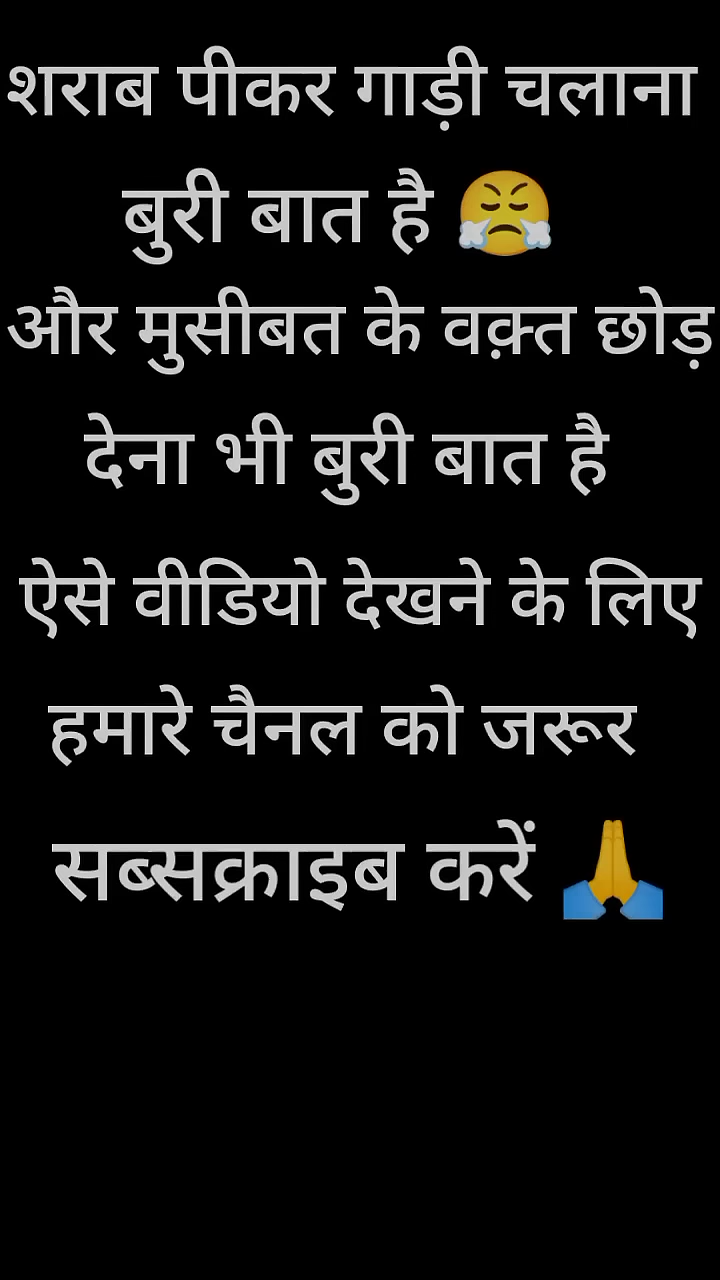 शराब पीकर गाड़ी चलाना
बुरी बात है 😤
और मुसीबत के वक़्त छोड़
देना भी बुरी बात है
ऐसे वीडियो देखने के लिए
हमारे चैनल को जरूर
सब्सक्राइब करें 🙏